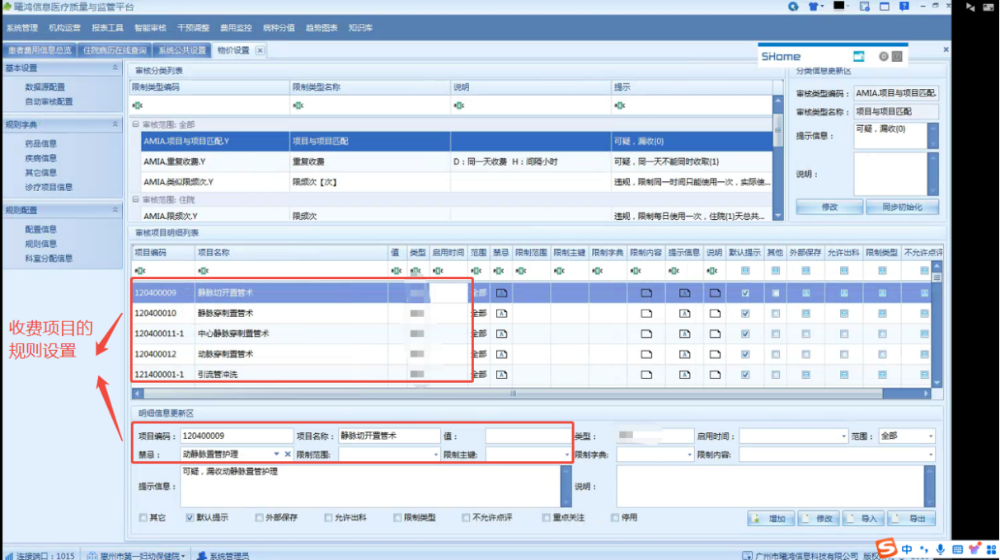 曦鸿信息医疗质量与监管平台
系统管理 机构运营 报表工具 智能审核 干预调整 费用监控 病种分值 趋势图表 知识库
患者费用信息总览 住院病历在线查询 系统公共设置 物价设置
SHome
基本设置
数据源配置
自动审核配置
规则字典
药品信息
疾病信息
其它信息
诊疗项目信息
规则配置
配置信息
规则信息
科室分配信息
审核分类列表
限制类型编码 限制类型名称 说明 提示
审核范围: 全部
AMIA.项目与项目匹配.Y 项目与项目匹配 可疑，漏收{0}
AMIA.重复收费.Y 重复收费 D：同一天收费 H：间隔小时 可疑，同一天不能同时收取{1}
AMIA.类似限频次.Y 限频次【次】 违规，限制同一时间只能使用一次，实际使...
审核范围: 住院
AMIA.限频次.Y 限频次 违规，限制每日使用一次，住院{1}天总共...
分类信息更新区
审核类型编码： AMIA.项目与项目匹配.
审核类型名称： 项目与项目匹配
提示信息： 可疑，漏收{0}
说明：
修改 同步初始化
审核项目明细列表
项目编码 项目名称 值 类型 启用时间 范围 禁忌 限制范围 限制主键 限制字典 限制内容 提示信息 说明 默认提示 其他 外部保存 允许出科 限制类型 不允许点评
120400009 静脉切开置管术 全部
120400010 静脉穿刺置管术 全部
120400011-1 中心静脉穿刺置管术 全部
120400012 动脉穿刺置管术 全部
121400001-1 引流管冲洗 全部
收费项目的
规则设置
明细信息更新区
项目编码： 120400009 项目名称： 静脉切开置管术 值： 类型： 启用时间： 范围： 全部
禁忌： 动静脉置管护理 限制范围: 限制主键: 限制字典: 限制内容:
提示信息： 可疑，漏收动静脉置管护理 说明：
其它 默认提示 外部保存 允许出科 限制类型 不允许点评 重点关注 停用
增加 修改 导入 导出
连接端口：1015 惠州市第一妇幼保健院 系统管理员 广州市曦鸿信息科技有限公司
中